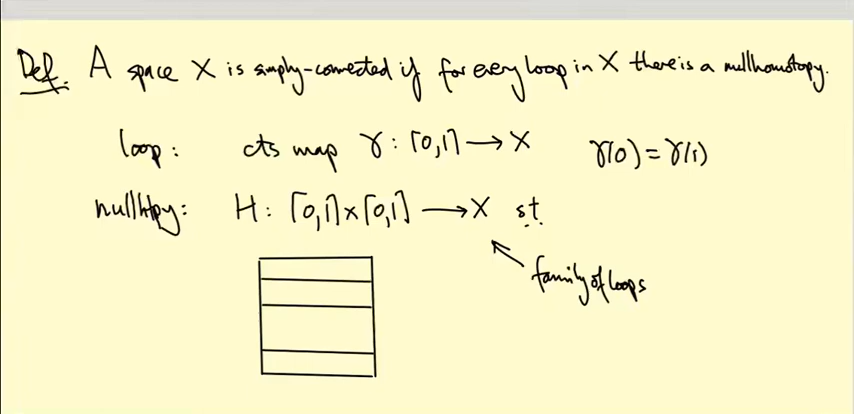 Def. A space X is simply-connected if for every loop in X there is a nullhomotopy.
loop: cts map γ: [0,1] → X γ(0) = γ(1)
nullhtpy: H: [0,1]×[0,1] → X st.
family of loops